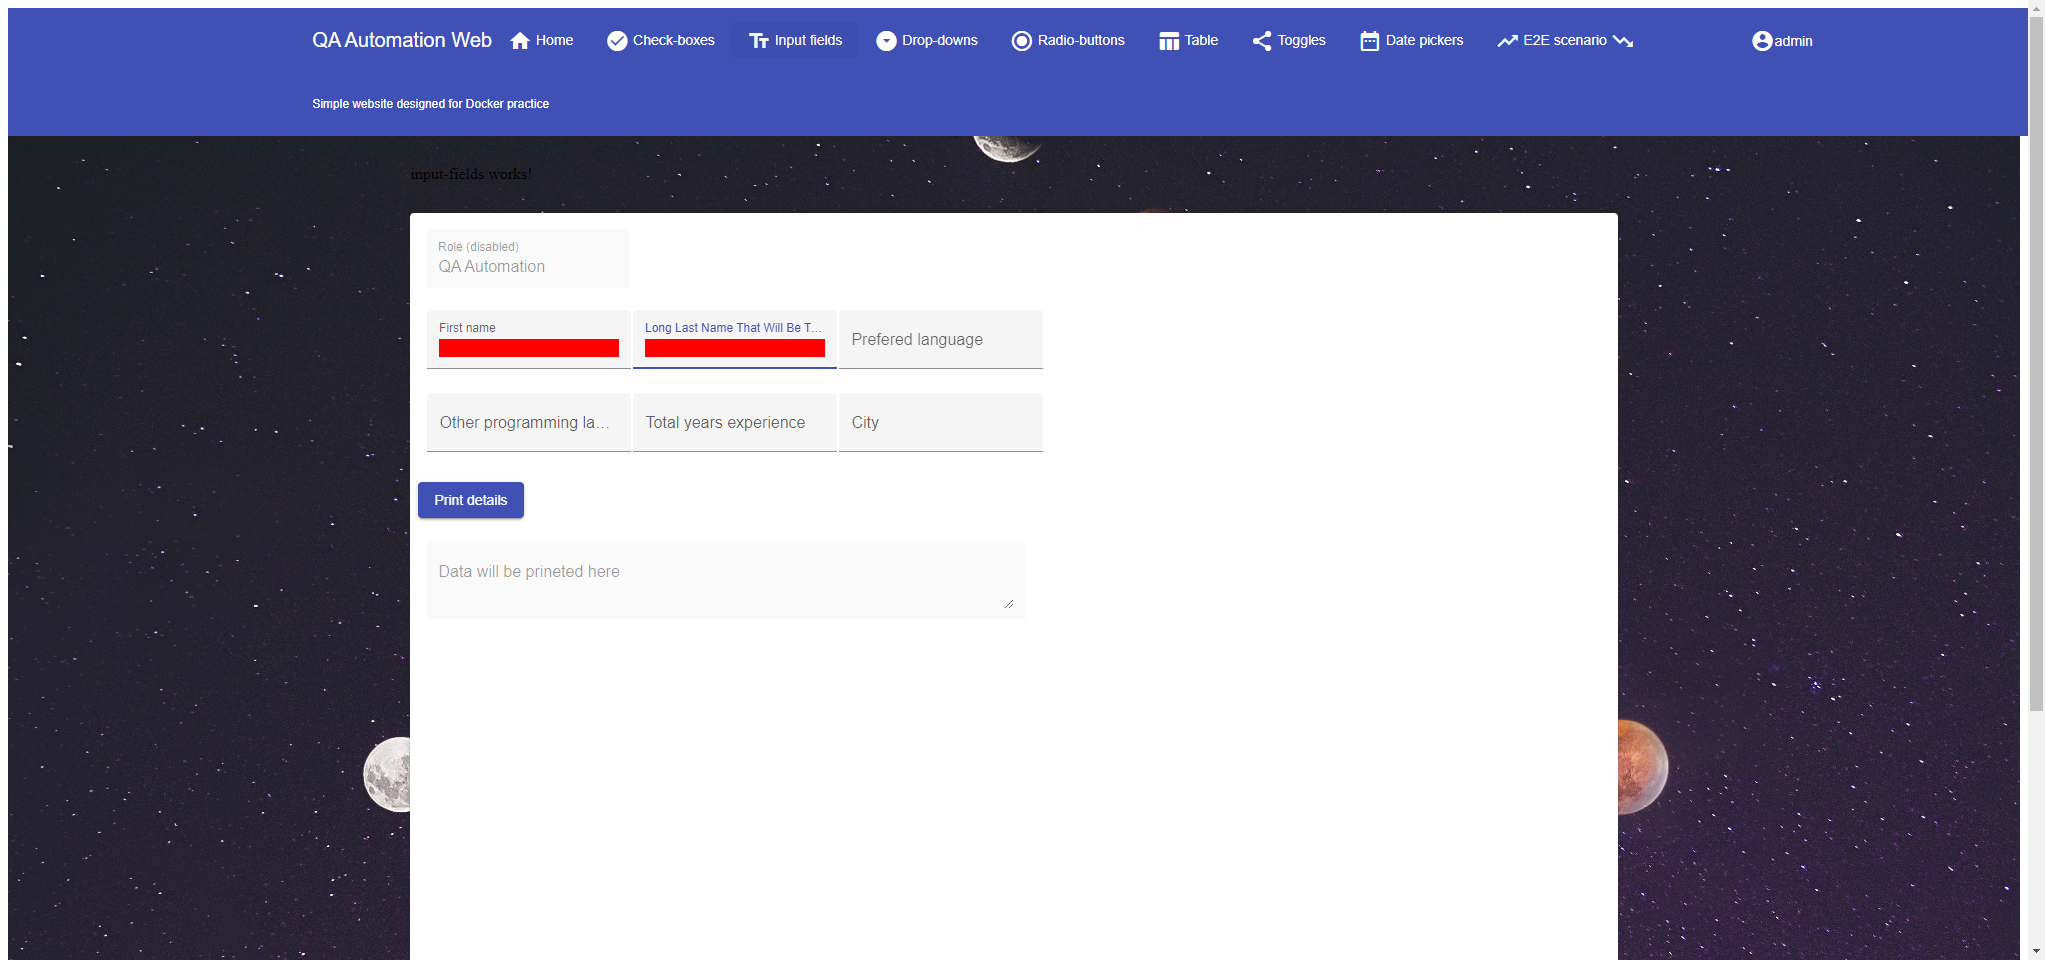 QA Automation Web Home Check-boxes Input fields Drop-downs Radio-buttons Table Toggles Date pickers E2E scenario admin
Simple website designed for Docker practice
input-fields works!
Role (disabled)
QA Automation
First name Long Last Name That Will Be T... Prefered language
Other programming la... Total years experience City
Print details
Data will be prineted here